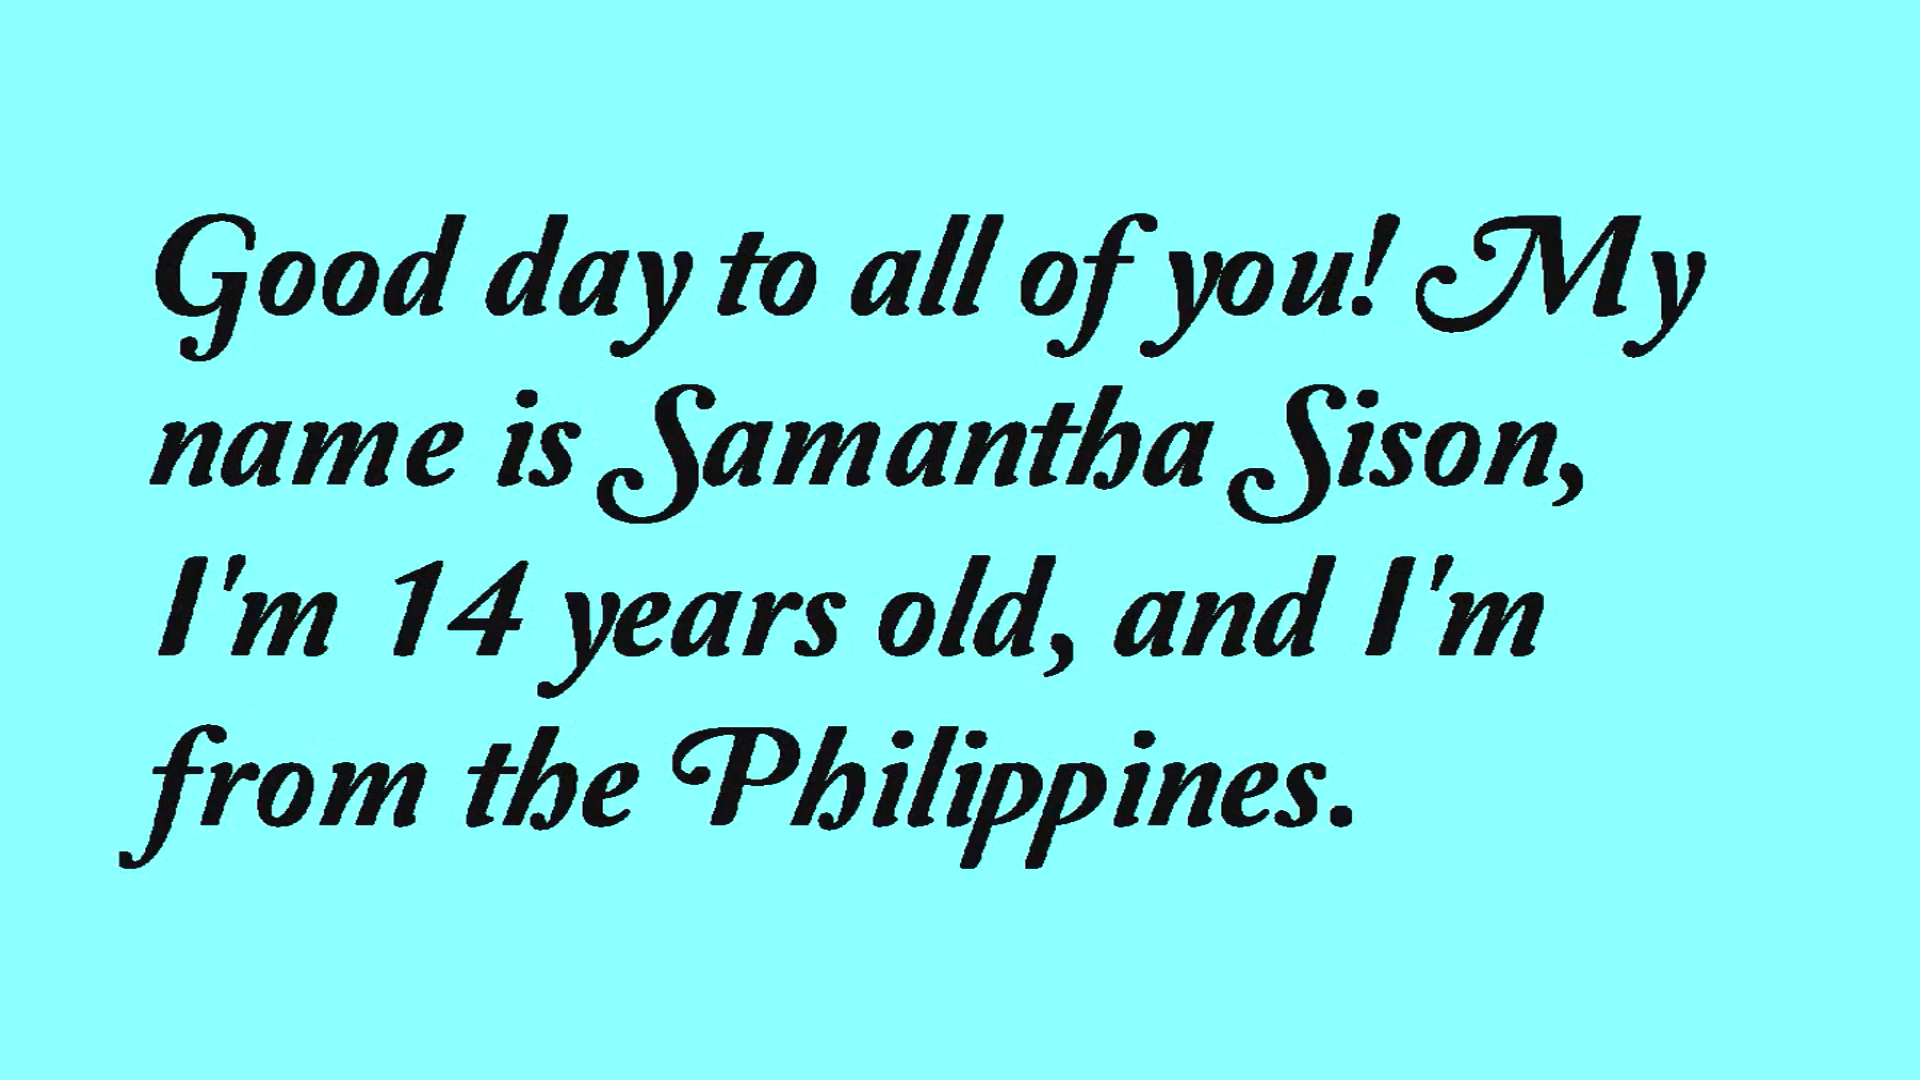 Good day to all of you! My
name is Samantha Sison,
I'm 14 years old, and I'm
from the Philippines.